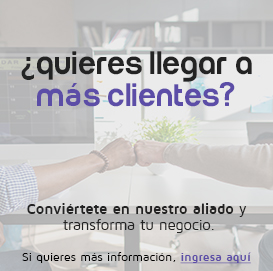 ¿quieres llegar a
más clientes?
Conviértete en nuestro aliado y
transforma tu negocio.
Si quieres más información, ingresa aquí